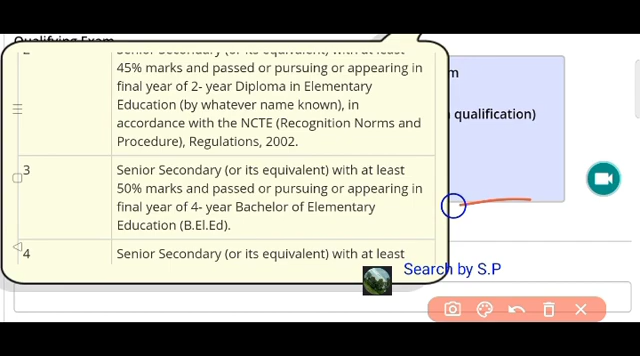 Qualifying Exam
2 Senior Secondary (or its equivalent) with at least
45% marks and passed or pursuing or appearing in
final year of 2- year Diploma in Elementary
Education (by whatever name known), in
accordance with the NCTE (Recognition Norms and
Procedure), Regulations, 2002.
3 Senior Secondary (or its equivalent) with at least
50% marks and passed or pursuing or appearing in
final year of 4- year Bachelor of Elementary
Education (B.El.Ed).
4 Senior Secondary (or its equivalent) with at least
m
qualification)
Search by S.P